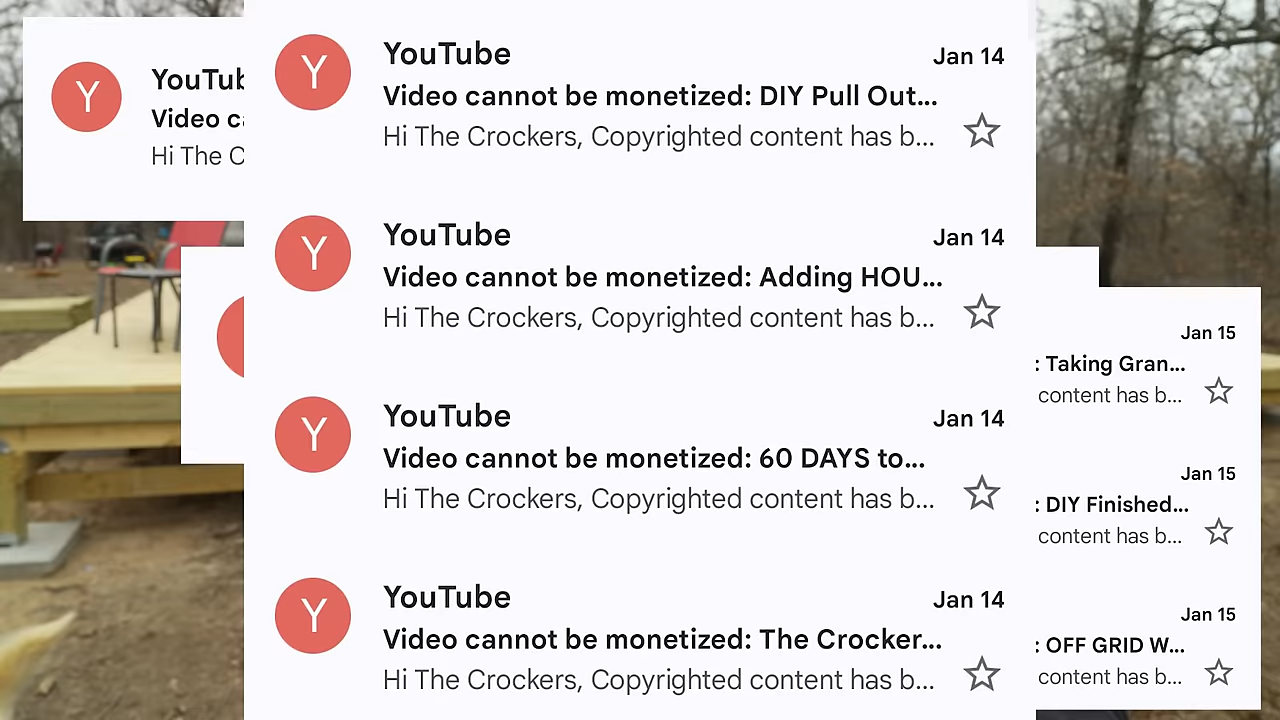 Y
YouTub
Video c
Hi The C
Y
YouTube
Jan 14
Video cannot be monetized: DIY Pull Out...
Hi The Crockers, Copyrighted content has b...
Y
YouTube
Jan 14
Video cannot be monetized: Adding HOU...
Hi The Crockers, Copyrighted content has b...
Y
YouTube
Jan 14
Video cannot be monetized: 60 DAYS to...
Hi The Crockers, Copyrighted content has b...
Y
YouTube
Jan 14
Video cannot be monetized: The Crocker...
Hi The Crockers, Copyrighted content has b...
Jan 15
: Taking Gran...
content has b...
Jan 15
: DIY Finished...
content has b...
Jan 15
: OFF GRID W...
content has b...